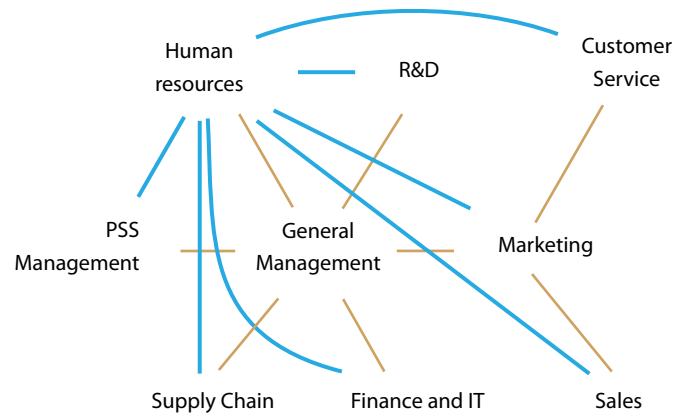 Human
resources
R&D
Customer
Service
PSS
Management
General
Management
Marketing
Supply Chain
Finance and IT
Sales